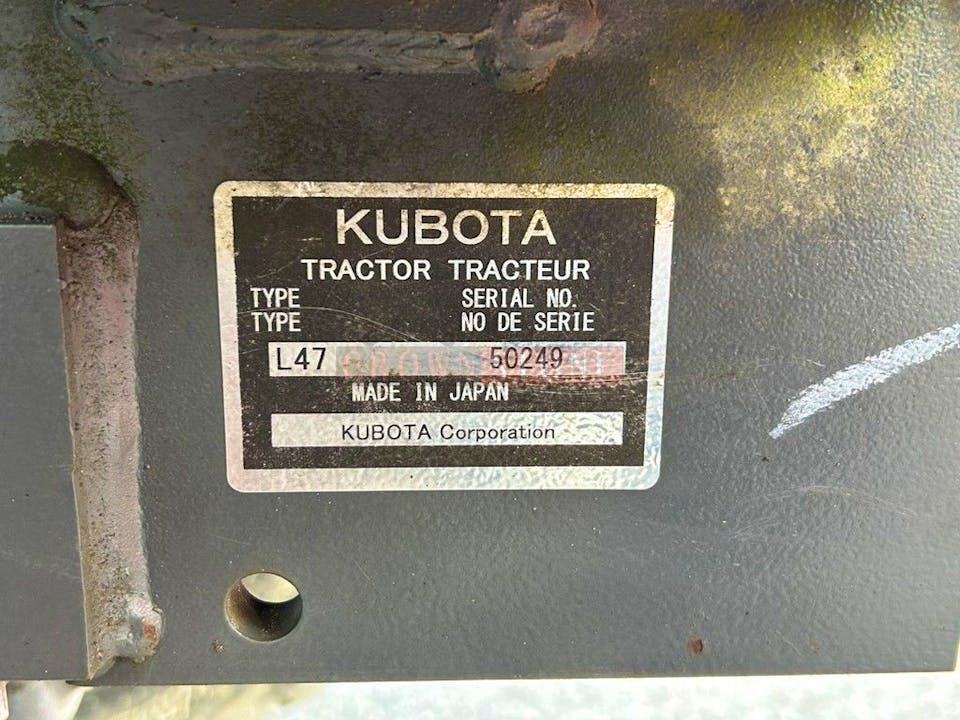 KUBOTA
TRACTOR TRACTEUR
TYPE SERIAL NO.
TYPE NO DE SERIE
L47 50249
MADE IN JAPAN
KUBOTA Corporation